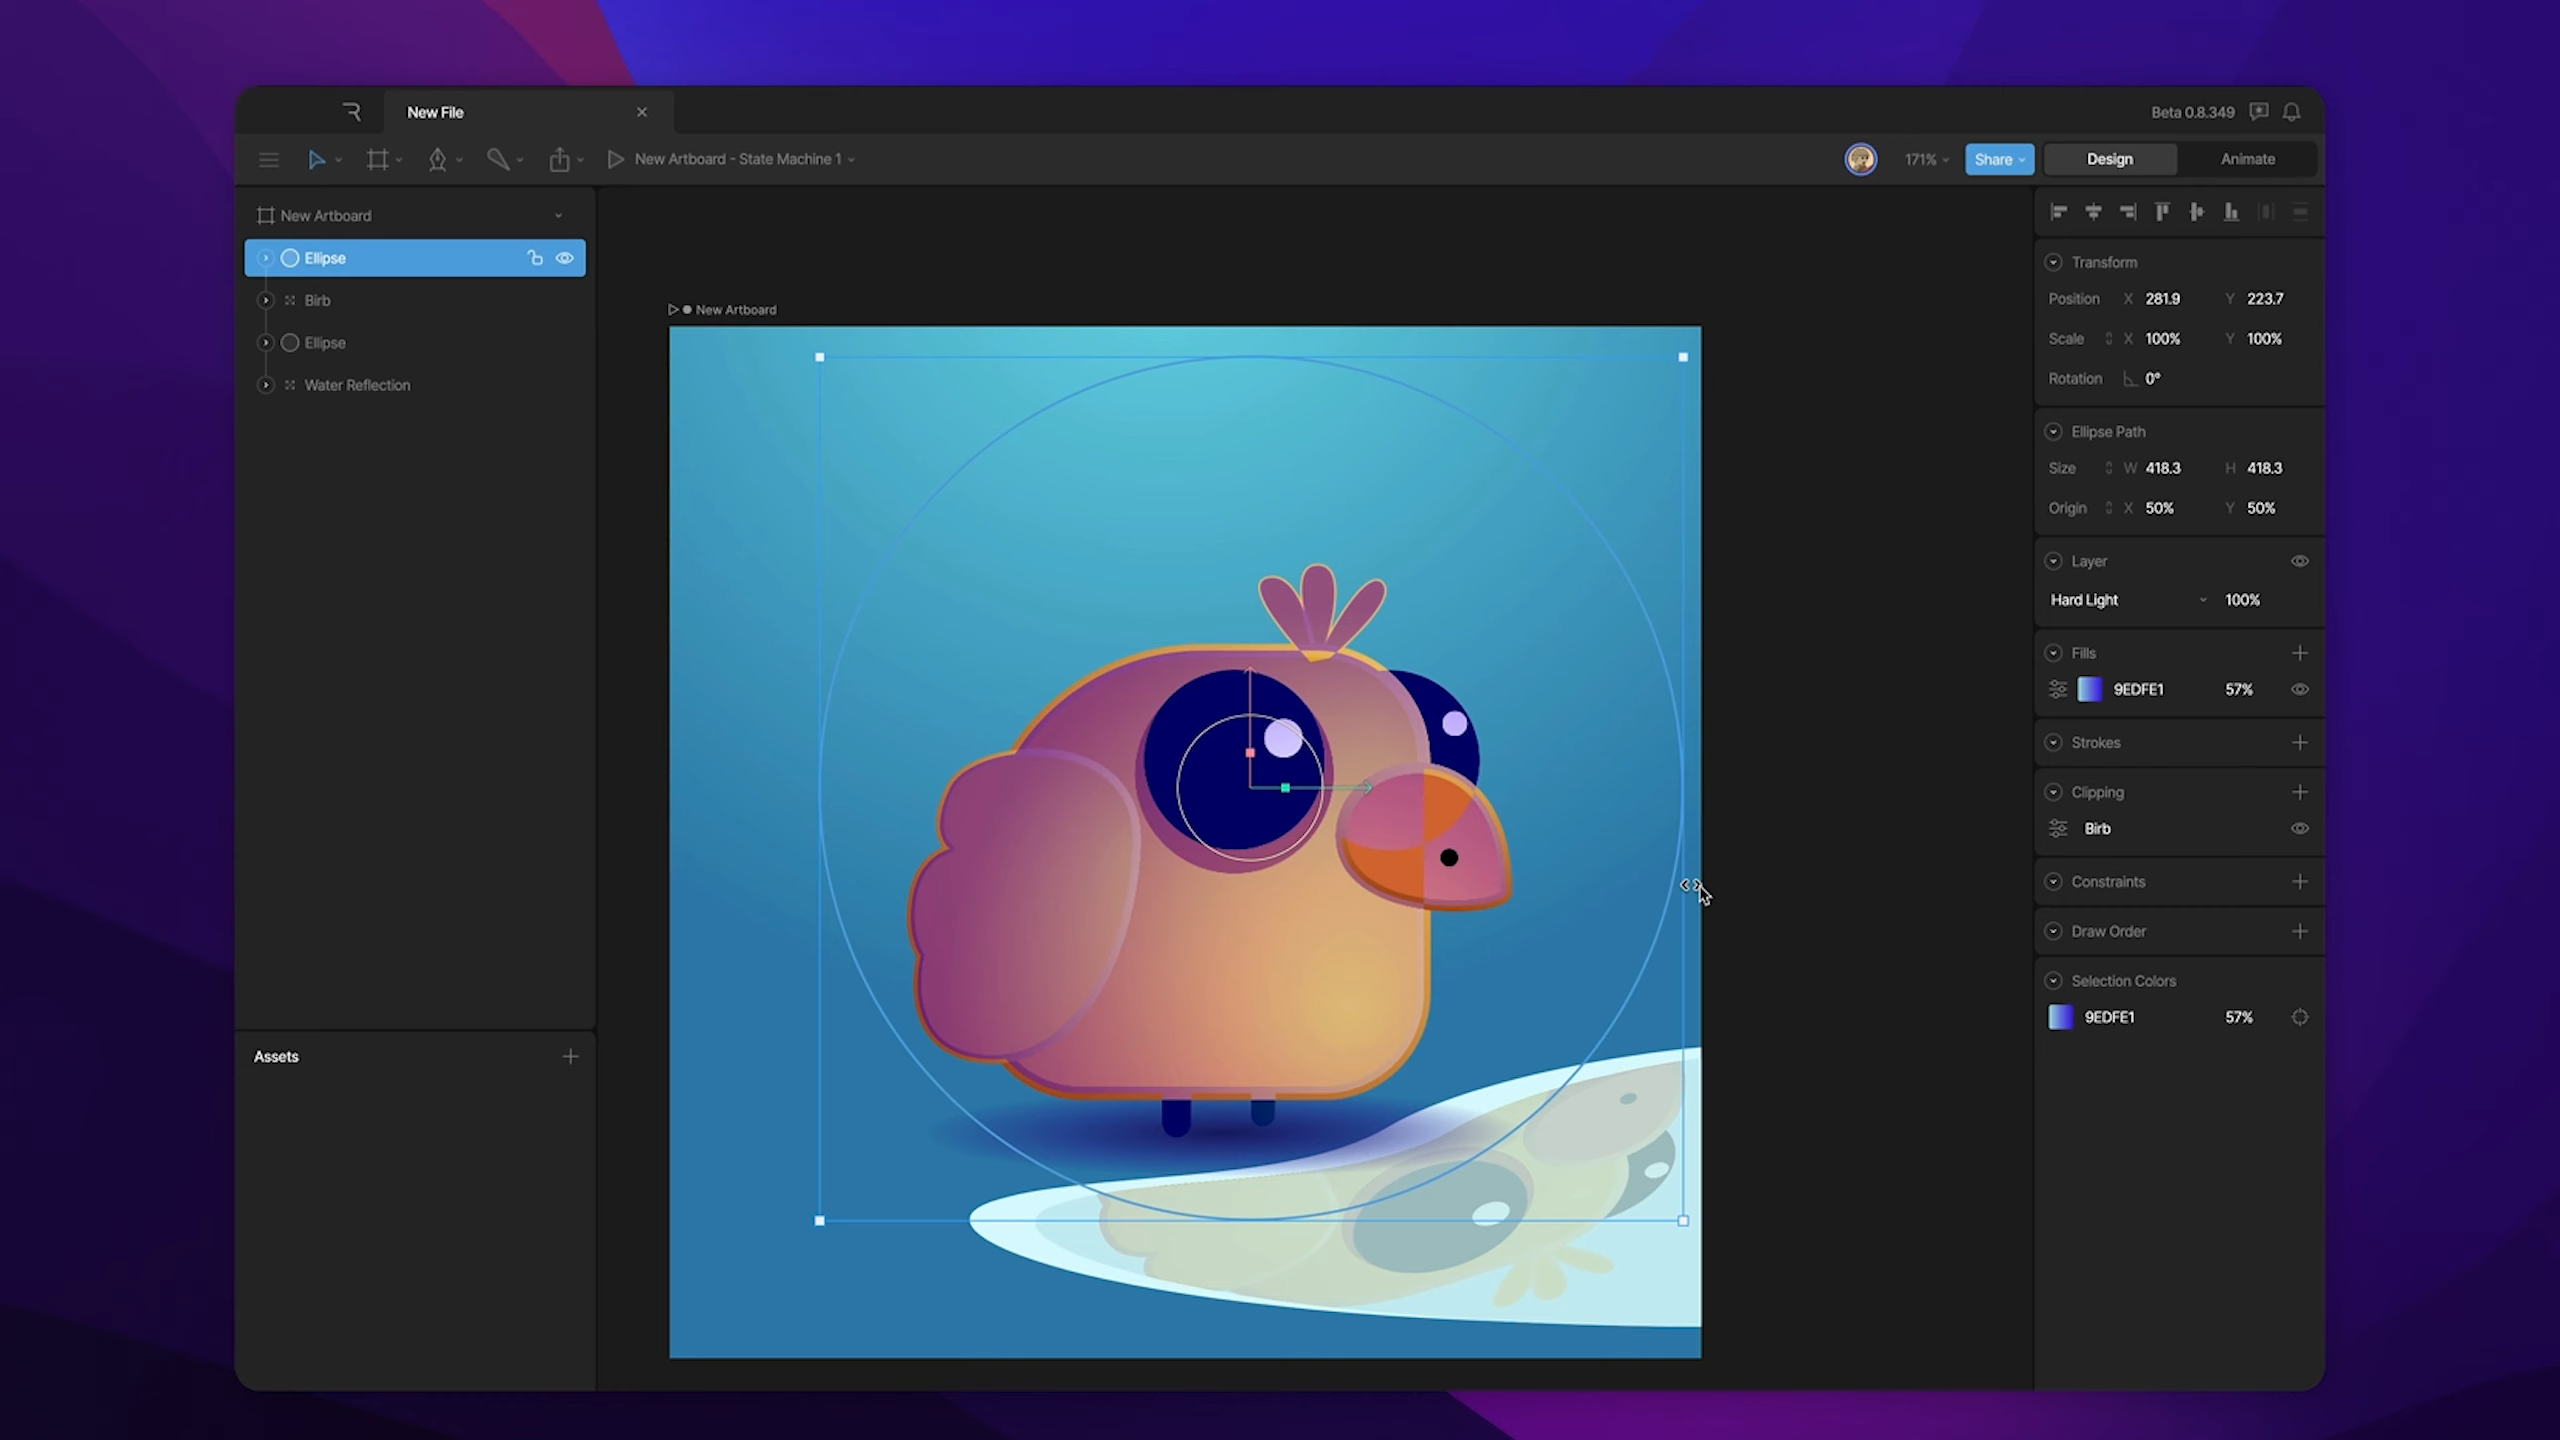 New File
Beta 0.8.349
New Artboard - State Machine 1
171%
Share
Design
Animate
New Artboard
Ellipse
Birb
Ellipse
Water Reflection
Assets
New Artboard
Transform
Position X 281.9 Y 223.7
Scale X 100% Y 100%
Rotation 0°
Ellipse Path
Size W 418.3 H 418.3
Origin X 50% Y 50%
Layer
Hard Light 100%
Fills
9EDFE1 57%
Strokes
Clipping
Birb
Constraints
Draw Order
Selection Colors
9EDFE1 57%